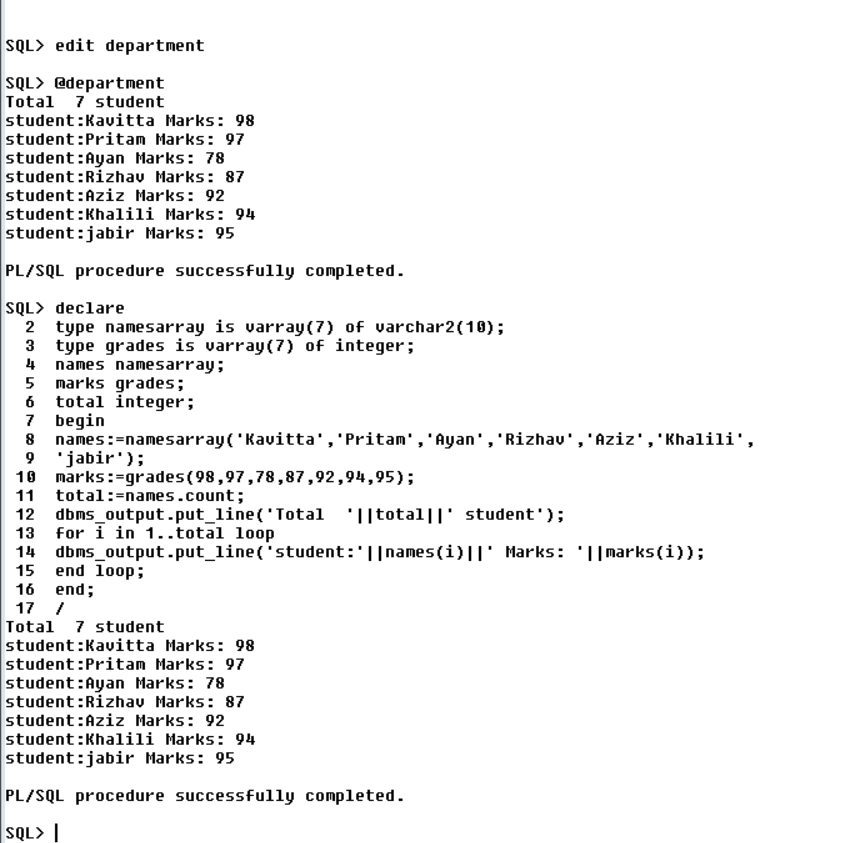 SQL> edit department
SQL> @department
Total  7 student
student:Kavitta Marks: 98
student:Pritam Marks: 97
student:Ayan Marks: 78
student:Rizhav Marks: 87
student:Aziz Marks: 92
student:Khalili Marks: 94
student:jabir Marks: 95
PL/SQL procedure successfully completed.
SQL> declare
  2  type namesarray is varray(7) of varchar2(10);
  3  type grades is varray(7) of integer;
  4  names namesarray;
  5  marks grades;
  6  total integer;
  7  begin
  8  names:=namesarray('Kavitta','Pritam','Ayan','Rizhav','Aziz','Khalili',
  9  'jabir');
 10  marks:=grades(98,97,78,87,92,94,95);
 11  total:=names.count;
 12  dbms_output.put_line('Total  '||total||' student');
 13  for i in 1..total loop
 14  dbms_output.put_line('student:'||names(i)||' Marks: '||marks(i));
 15  end loop;
 16  end;
 17  /
Total  7 student
student:Kavitta Marks: 98
student:Pritam Marks: 97
student:Ayan Marks: 78
student:Rizhav Marks: 87
student:Aziz Marks: 92
student:Khalili Marks: 94
student:jabir Marks: 95
PL/SQL procedure successfully completed.
SQL>